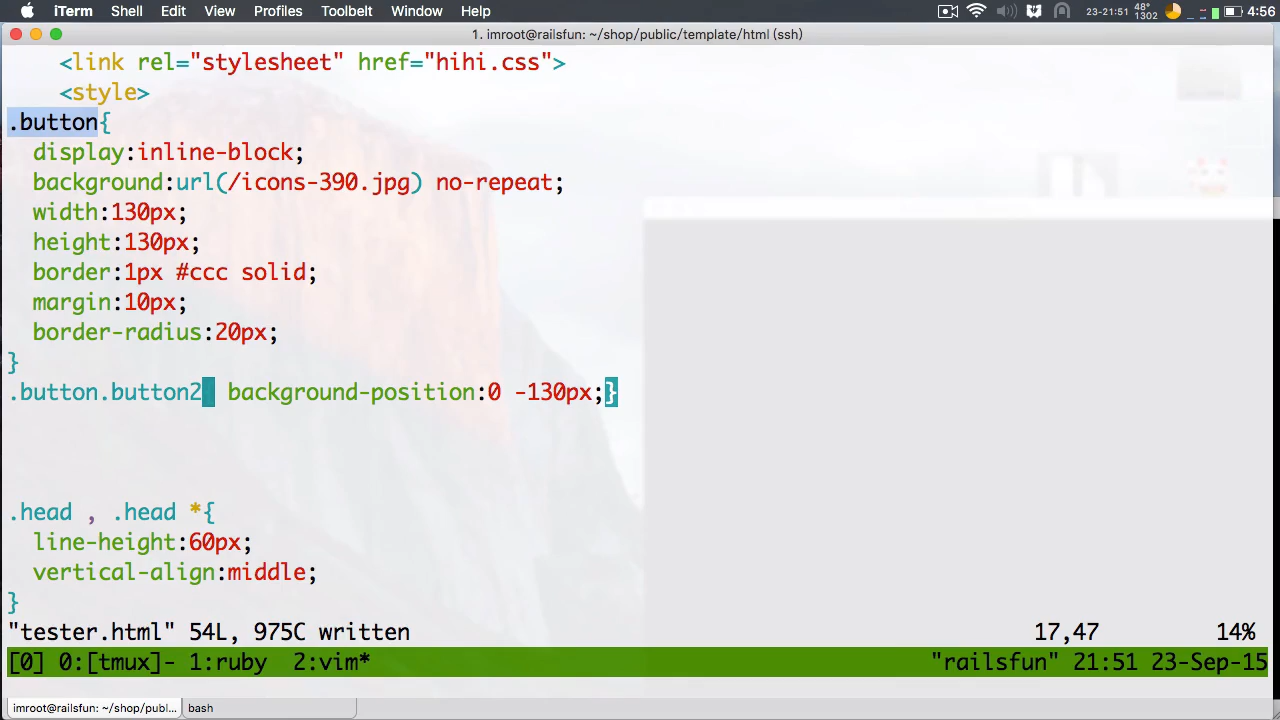 iTerm Shell Edit View Profiles Toolbelt Window Help 23-21:51 48° 1302 4:56
1. imroot@railsfun: ~/shop/public/template/html (ssh)
<link rel="stylesheet" href="hihi.css">
<style>
.button{
display:inline-block;
background:url(/icons-390.jpg) no-repeat;
width:130px;
height:130px;
border:1px #ccc solid;
margin:10px;
border-radius:20px;
}
.button.button2{ background-position:0 -130px;}
.head , .head *{
line-height:60px;
vertical-align:middle;
}
"tester.html" 54L, 975C written 17,47 14%
[0] 0:[tmux]- 1:ruby 2:vim* "railsfun" 21:51 23-Sep-15
imroot@railsfun: ~/shop/publ... bash